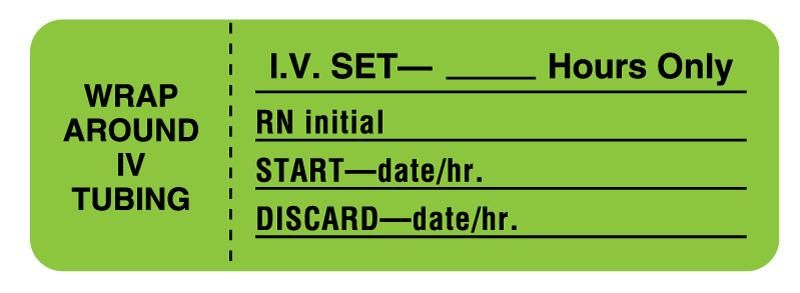 WRAP
AROUND
IV
TUBING
I.V. SET— _____ Hours Only
RN initial
START—date/hr.
DISCARD—date/hr.